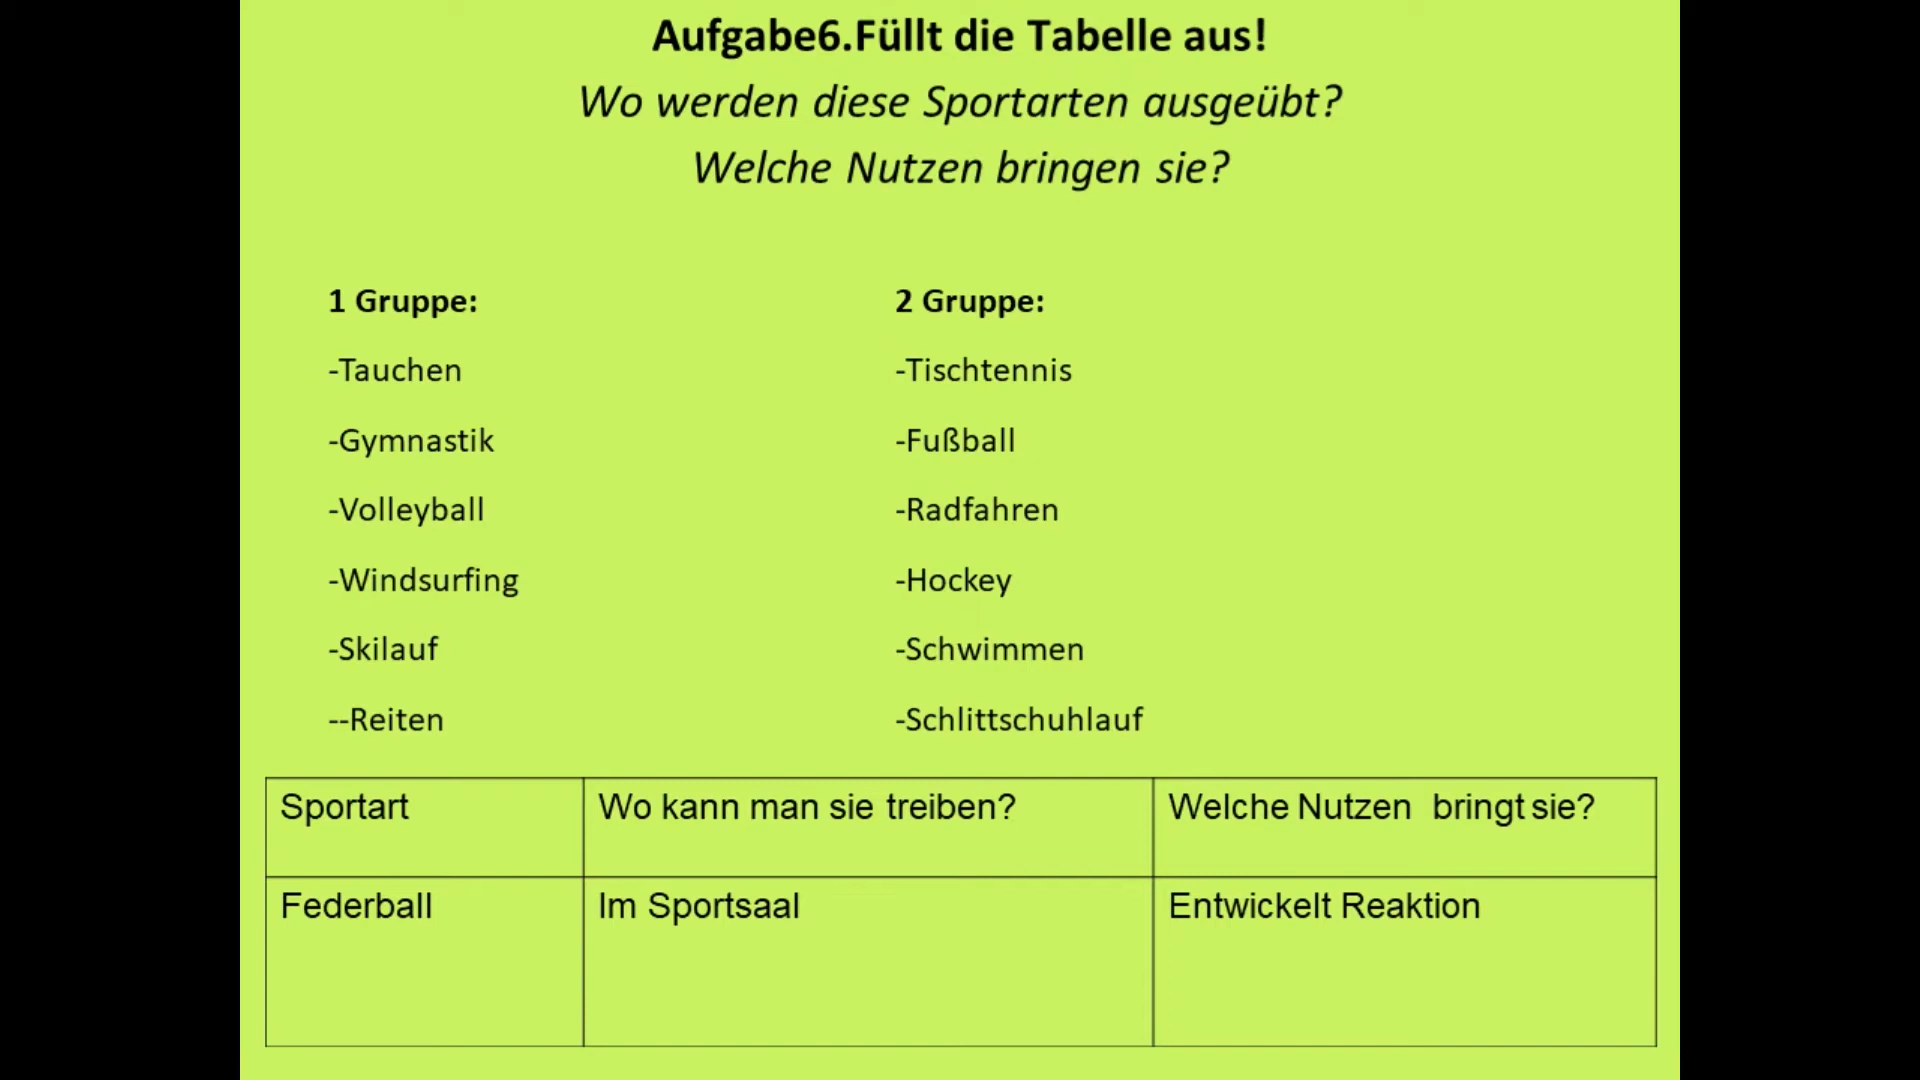 Aufgabe6.Füllt die Tabelle aus!
Wo werden diese Sportarten ausgeübt?
Welche Nutzen bringen sie?
1 Gruppe:
-Tauchen
-Gymnastik
-Volleyball
-Windsurfing
-Skilauf
--Reiten
2 Gruppe:
-Tischtennis
-Fußball
-Radfahren
-Hockey
-Schwimmen
-Schlittschuhlauf
Sportart Wo kann man sie treiben? Welche Nutzen bringt sie?
Federball Im Sportsaal Entwickelt Reaktion